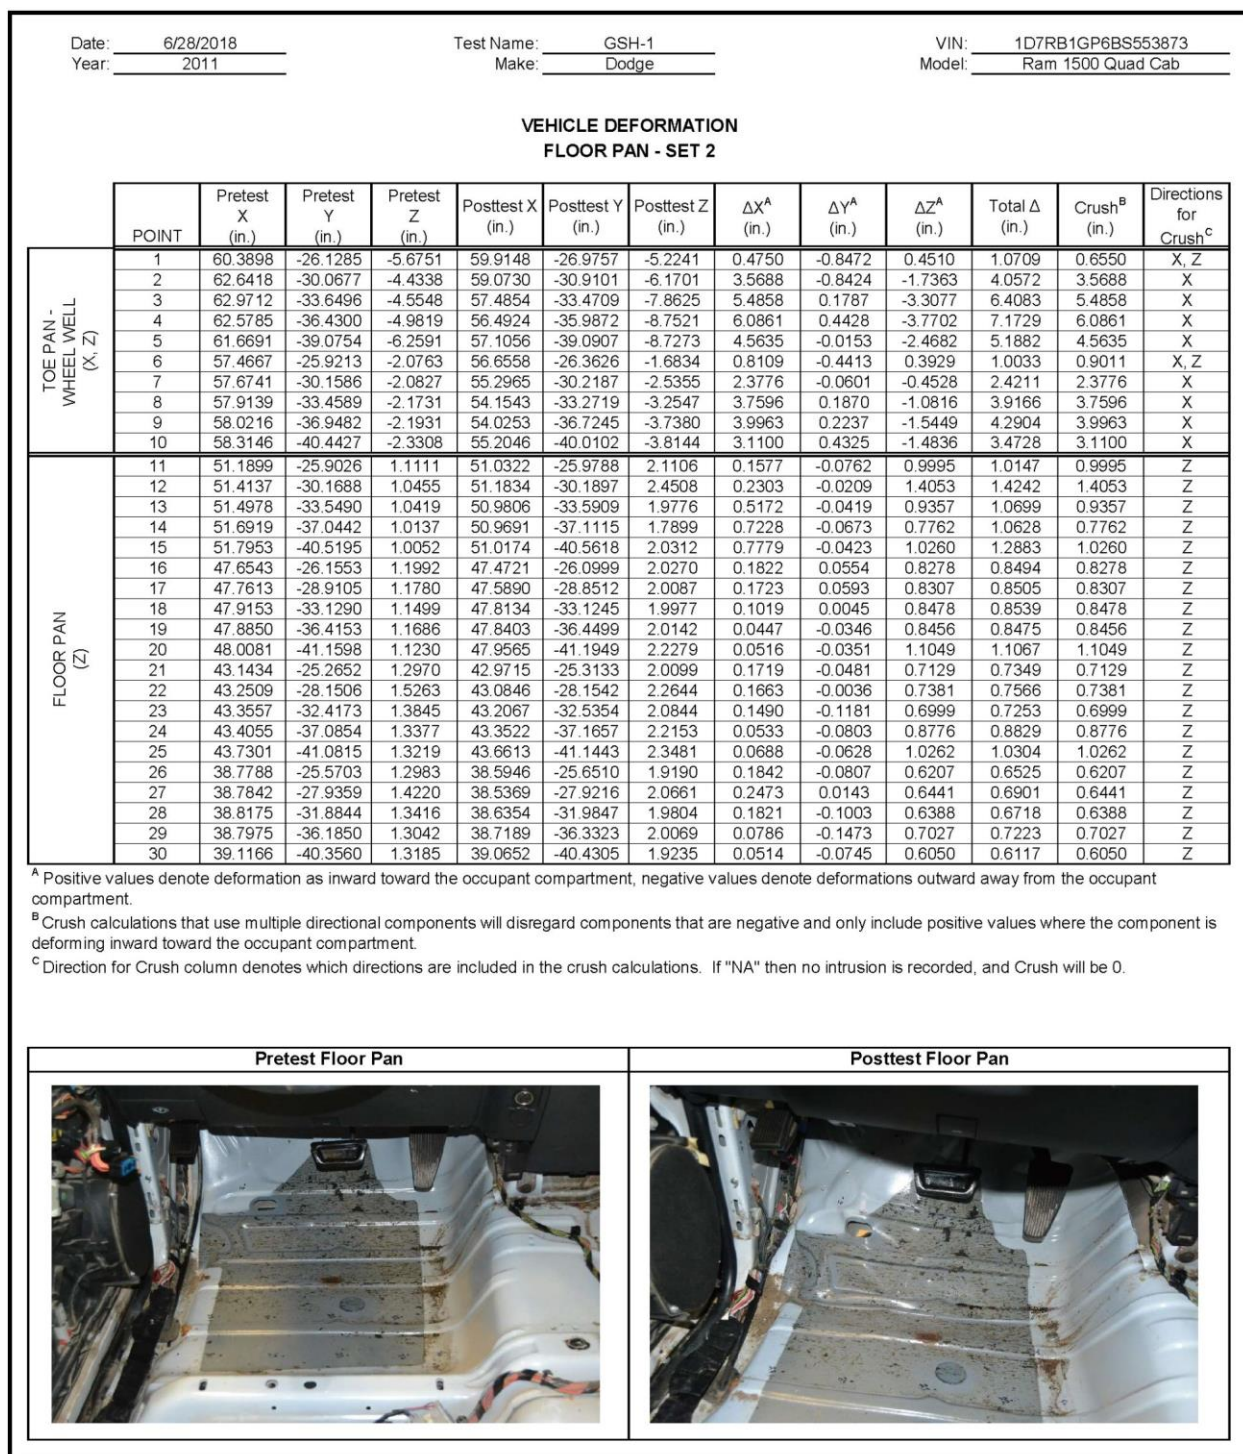 Date: 6/28/2018 Test Name: GSH-1 VIN: 1D7RB1GP6BS553873
Year: 2011 Make: Dodge Model: Ram 1500 Quad Cab
VEHICLE DEFORMATION
FLOOR PAN - SET 2
POINT Pretest X (in.) Pretest Y (in.) Pretest Z (in.) Posttest X (in.) Posttest Y (in.) Posttest Z (in.) ΔXᴬ (in.) ΔYᴬ (in.) ΔZᴬ (in.) Total Δ (in.) Crushᴮ (in.) Directions for Crushᶜ
TOE PAN - WHEEL WELL (X, Z)
1 60.3898 -26.1285 -5.6751 59.9148 -26.9757 -5.2241 0.4750 -0.8472 0.4510 1.0709 0.6550 X, Z
2 62.6418 -30.0677 -4.4338 59.0730 -30.9101 -6.1701 3.5688 -0.8424 -1.7363 4.0572 3.5688 X
3 62.9712 -33.6496 -4.5548 57.4854 -33.4709 -7.8625 5.4858 0.1787 -3.3077 6.4083 5.4858 X
4 62.5785 -36.4300 -4.9819 56.4924 -35.9872 -8.7521 6.0861 0.4428 -3.7702 7.1729 6.0861 X
5 61.6691 -39.0754 -6.2591 57.1056 -39.0907 -8.7273 4.5635 -0.0153 -2.4682 5.1882 4.5635 X
6 57.4667 -25.9213 -2.0763 56.6558 -26.3626 -1.6834 0.8109 -0.4413 0.3929 1.0033 0.9011 X, Z
7 57.6741 -30.1586 -2.0827 55.2965 -30.2187 -2.5355 2.3776 -0.0601 -0.4528 2.4211 2.3776 X
8 57.9139 -33.4589 -2.1731 54.1543 -33.2719 -3.2547 3.7596 0.1870 -1.0816 3.9166 3.7596 X
9 58.0216 -36.9482 -2.1931 54.0253 -36.7245 -3.7380 3.9963 0.2237 -1.5449 4.2904 3.9963 X
10 58.3146 -40.4427 -2.3308 55.2046 -40.0102 -3.8144 3.1100 0.4325 -1.4836 3.4728 3.1100 X
FLOOR PAN (Z)
11 51.1899 -25.9026 1.1111 51.0322 -25.9788 2.1106 0.1577 -0.0762 0.9995 1.0147 0.9995 Z
12 51.4137 -30.1688 1.0455 51.1834 -30.1897 2.4508 0.2303 -0.0209 1.4053 1.4242 1.4053 Z
13 51.4978 -33.5490 1.0419 50.9806 -33.5909 1.9776 0.5172 -0.0419 0.9357 1.0699 0.9357 Z
14 51.6919 -37.0442 1.0137 50.9691 -37.1115 1.7899 0.7228 -0.0673 0.7762 1.0628 0.7762 Z
15 51.7953 -40.5195 1.0052 51.0174 -40.5618 2.0312 0.7779 -0.0423 1.0260 1.2883 1.0260 Z
16 47.6543 -26.1553 1.1992 47.4721 -26.0999 2.0270 0.1822 0.0554 0.8278 0.8494 0.8278 Z
17 47.7613 -28.9105 1.1780 47.5890 -28.8512 2.0087 0.1723 0.0593 0.8307 0.8505 0.8307 Z
18 47.9153 -33.1290 1.1499 47.8134 -33.1245 1.9977 0.1019 0.0045 0.8478 0.8539 0.8478 Z
19 47.8850 -36.4153 1.1686 47.8403 -36.4499 2.0142 0.0447 -0.0346 0.8456 0.8475 0.8456 Z
20 48.0081 -41.1598 1.1230 47.9565 -41.1949 2.2279 0.0516 -0.0351 1.1049 1.1067 1.1049 Z
21 43.1434 -25.2652 1.2970 42.9715 -25.3133 2.0099 0.1719 -0.0481 0.7129 0.7349 0.7129 Z
22 43.2509 -28.1506 1.5263 43.0846 -28.1542 2.2644 0.1663 -0.0036 0.7381 0.7566 0.7381 Z
23 43.3557 -32.4173 1.3845 43.2067 -32.5354 2.0844 0.1490 -0.1181 0.6999 0.7253 0.6999 Z
24 43.4055 -37.0854 1.3377 43.3522 -37.1657 2.2153 0.0533 -0.0803 0.8776 0.8829 0.8776 Z
25 43.7301 -41.0815 1.3219 43.6613 -41.1443 2.3481 0.0688 -0.0628 1.0262 1.0304 1.0262 Z
26 38.7788 -25.5703 1.2983 38.5946 -25.6510 1.9190 0.1842 -0.0807 0.6207 0.6525 0.6207 Z
27 38.7842 -27.9359 1.4220 38.5369 -27.9216 2.0661 0.2473 0.0143 0.6441 0.6901 0.6441 Z
28 38.8175 -31.8844 1.3416 38.6354 -31.9847 1.9804 0.1821 -0.1003 0.6388 0.6718 0.6388 Z
29 38.7975 -36.1850 1.3042 38.7189 -36.3323 2.0069 0.0786 -0.1473 0.7027 0.7223 0.7027 Z
30 39.1166 -40.3560 1.3185 39.0652 -40.4305 1.9235 0.0514 -0.0745 0.6050 0.6117 0.6050 Z
ᴬ Positive values denote deformation as inward toward the occupant compartment, negative values denote deformations outward away from the occupant
compartment.
ᴮ Crush calculations that use multiple directional components will disregard components that are negative and only include positive values where the component is
deforming inward toward the occupant compartment.
ᶜ Direction for Crush column denotes which directions are included in the crush calculations. If "NA" then no intrusion is recorded, and Crush will be 0.
Pretest Floor Pan Posttest Floor Pan